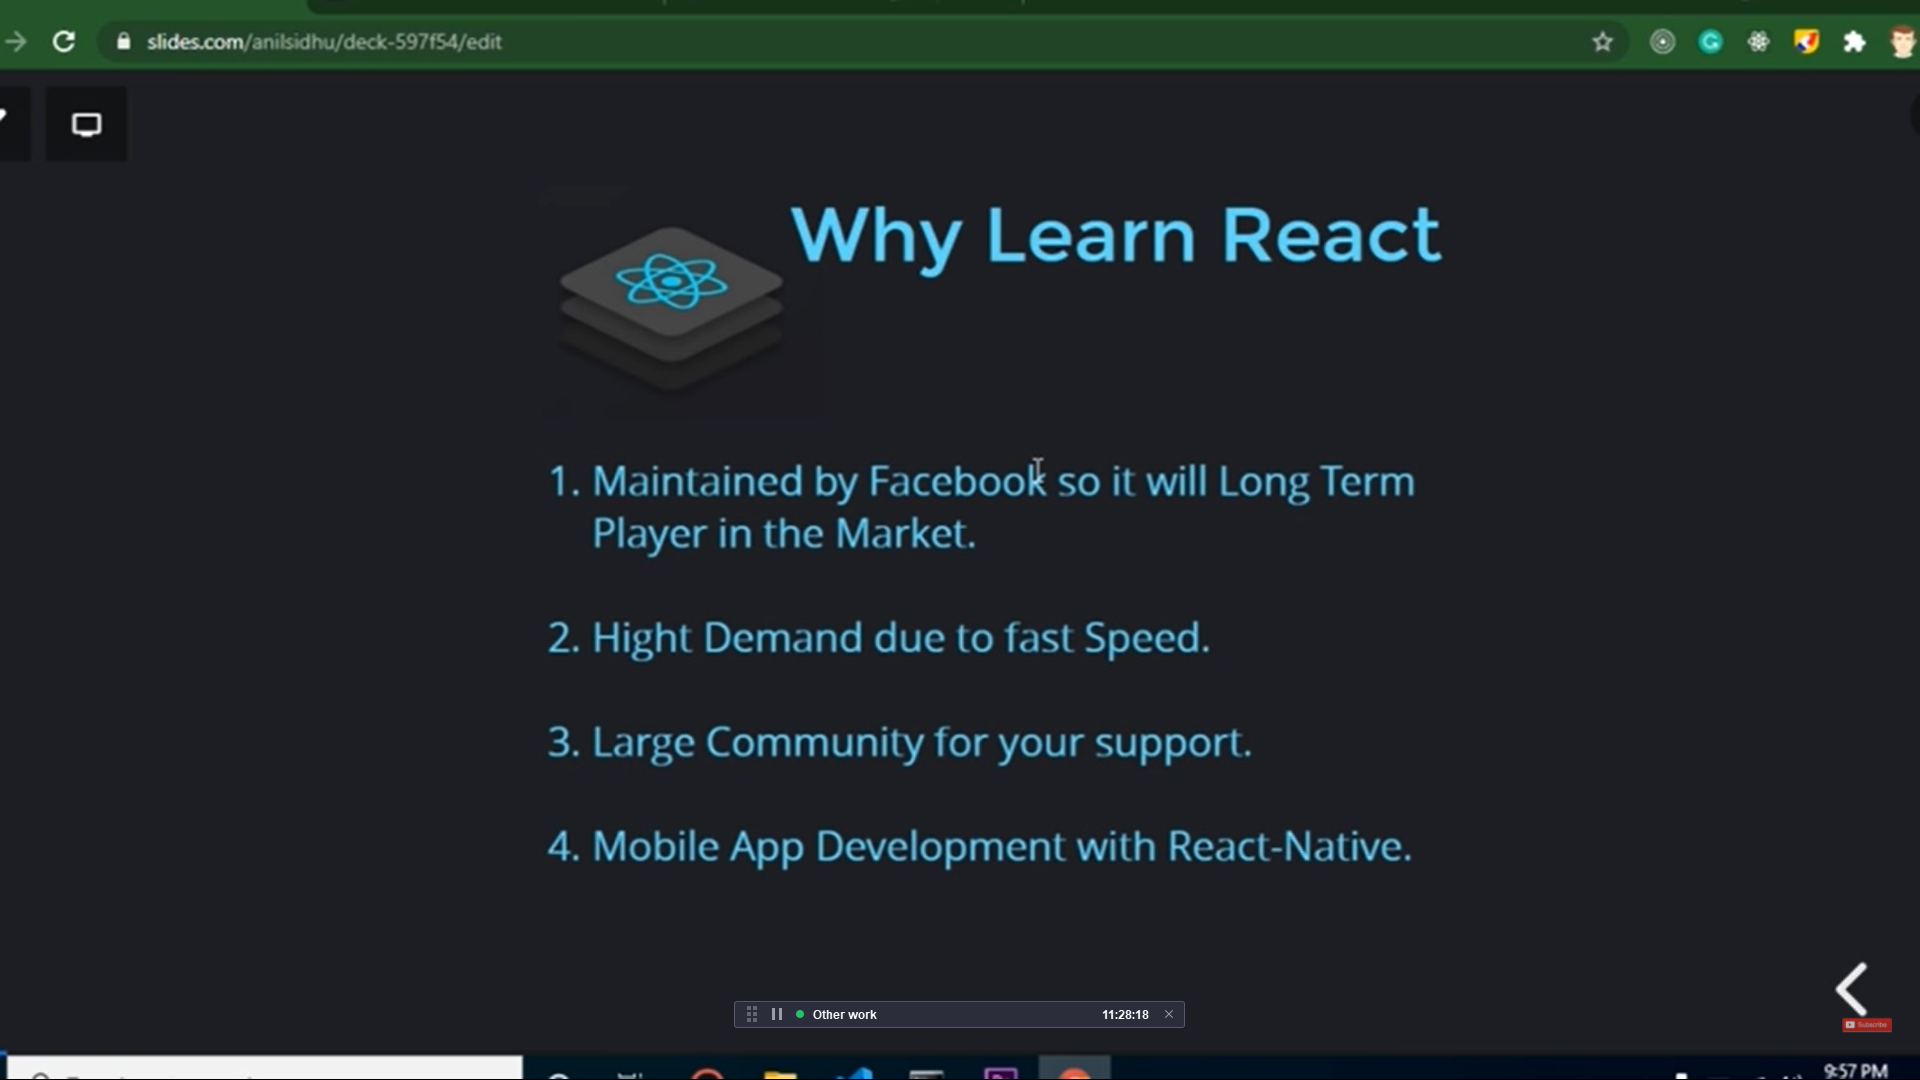 slides.com/anilsidhu/deck-597f54/edit
Why Learn React
1. Maintained by Facebook so it will Long Term
Player in the Market.
2. Hight Demand due to fast Speed.
3. Large Community for your support.
4. Mobile App Development with React-Native.
Other work 11:28:18
Subscribe
9:57 PM